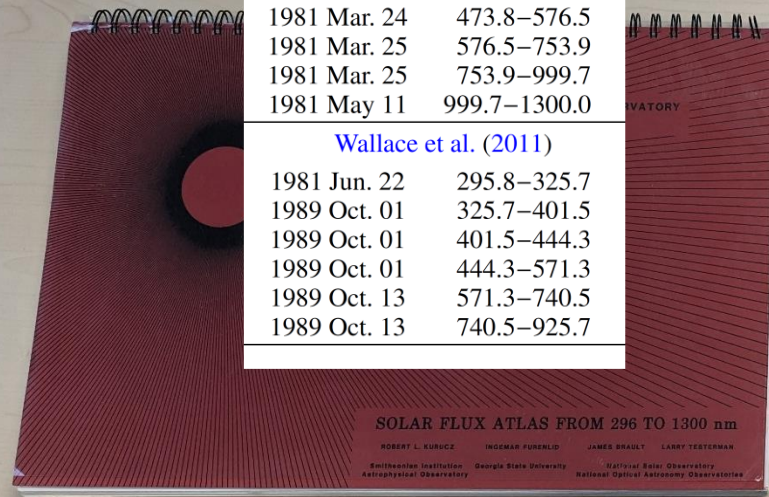 1981 Mar. 24 473.8−576.5
1981 Mar. 25 576.5−753.9
1981 Mar. 25 753.9−999.7
1981 May 11 999.7−1300.0
Wallace et al. (2011)
1981 Jun. 22 295.8−325.7
1989 Oct. 01 325.7−401.5
1989 Oct. 01 401.5−444.3
1989 Oct. 01 444.3−571.3
1989 Oct. 13 571.3−740.5
1989 Oct. 13 740.5−925.7
SOLAR FLUX ATLAS FROM 296 TO 1300 nm
ROBERT L. KURUCZ INGEMAR FURENLID JAMES BRAULT LARRY TESTERMAN
Smithsonian Institution Georgia State University National Solar Observatory
Astrophysical Observatory National Optical Astronomy Observatories